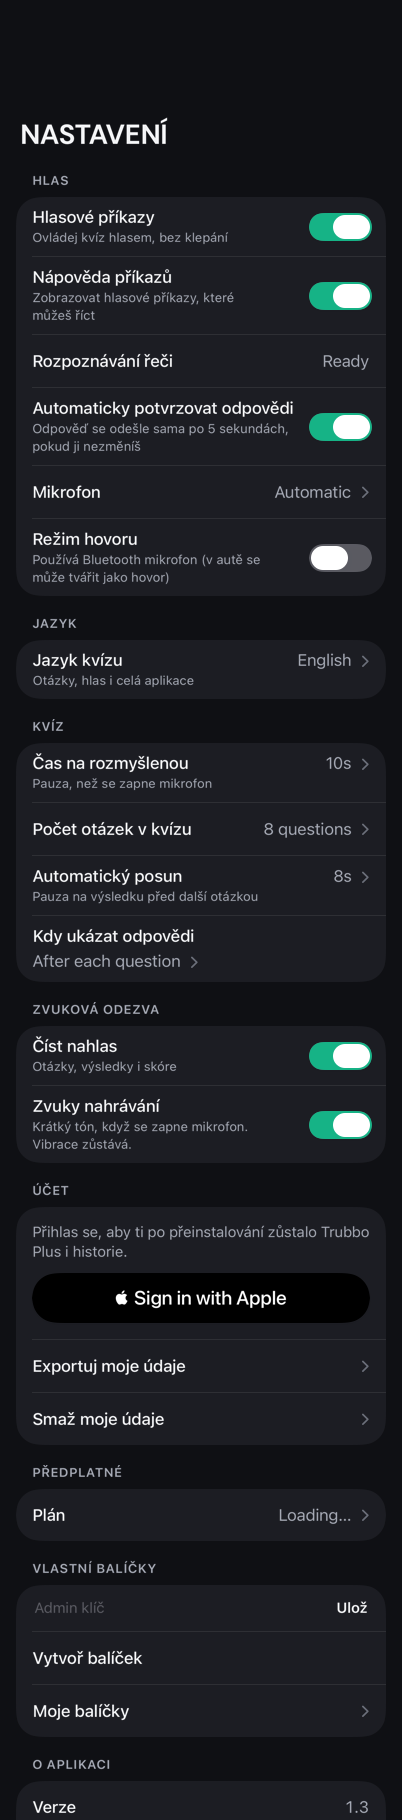 NASTAVENÍ
HLAS
Hlasové příkazy
Ovládej kvíz hlasem, bez klepání
Nápověda příkazů
Zobrazovat hlasové příkazy, které
můžeš říct
Rozpoznávání řeči
Ready
Automaticky potvrzovat odpovědi
Odpověď se odešle sama po 5 sekundách,
pokud ji nezměníš
Mikrofon
Automatic
Režim hovoru
Používá Bluetooth mikrofon (v autě se
může tvářit jako hovor)
JAZYK
Jazyk kvízu
English
Otázky, hlas i celá aplikace
KVÍZ
Čas na rozmyšlenou
10s
Pauza, než se zapne mikrofon
Počet otázek v kvízu
8 questions
Automatický posun
8s
Pauza na výsledku před další otázkou
Kdy ukázat odpovědi
After each question
ZVUKOVÁ ODEZVA
Číst nahlas
Otázky, výsledky i skóre
Zvuky nahrávání
Krátký tón, když se zapne mikrofon.
Vibrace zůstává.
ÚČET
Přihlas se, aby ti po přeinstalování zůstalo Trubbo
Plus i historie.
Sign in with Apple
Exportuj moje údaje
Smaž moje údaje
PŘEDPLATNÉ
Plán
Loading...
VLASTNÍ BALÍČKY
Admin klíč
Ulož
Vytvoř balíček
Moje balíčky
O APLIKACI
Verze
1.3